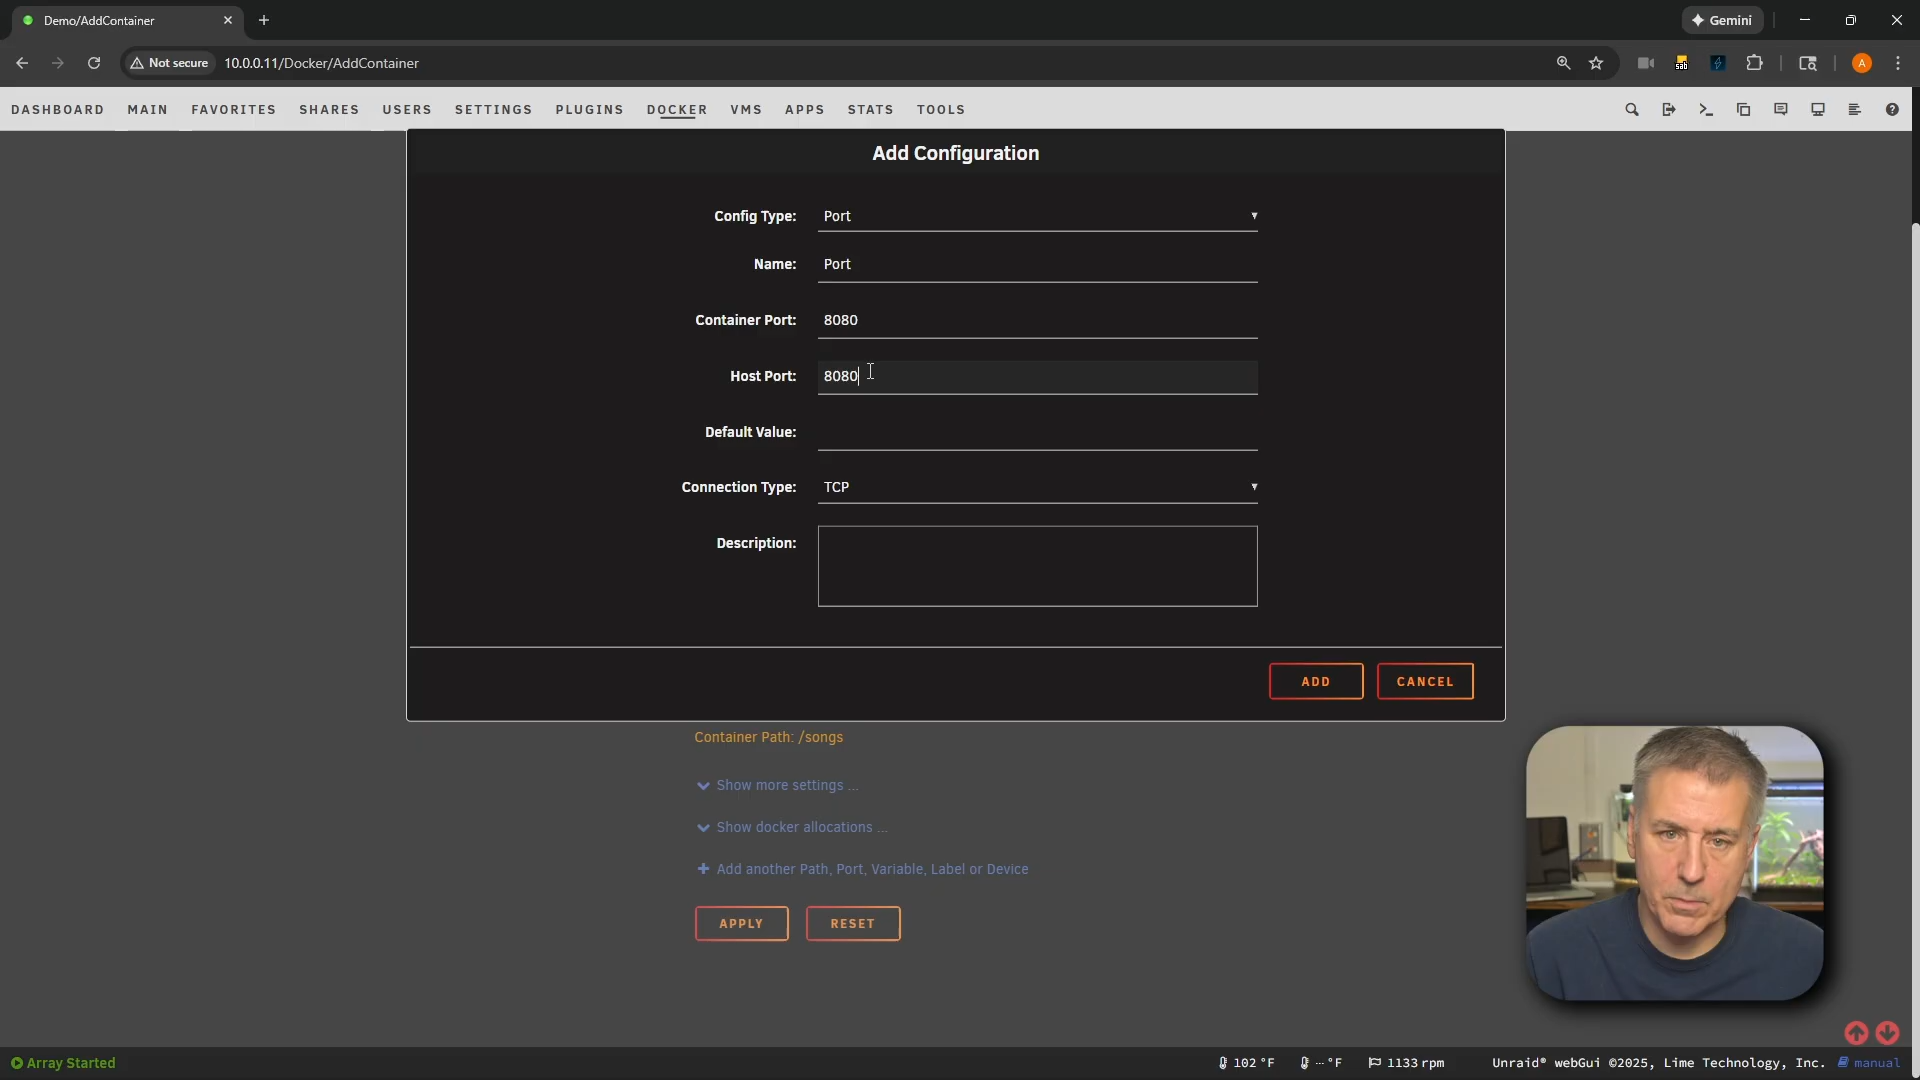 Demo/AddContainer
Gemini
Not secure
10.0.0.11/Docker/AddContainer
sab
A
DASHBOARD MAIN FAVORITES SHARES USERS SETTINGS PLUGINS DOCKER VMS APPS STATS TOOLS
Add Configuration
Config Type: Port
Name: Port
Container Port: 8080
Host Port: 8080
Default Value:
Connection Type: TCP
Description:
ADD CANCEL
Container Path: /songs
Show more settings ...
Show docker allocations ...
Add another Path, Port, Variable, Label or Device
APPLY RESET
Array Started
102 °F -- °F 1133 rpm Unraid® webGui ©2025, Lime Technology, Inc. manual